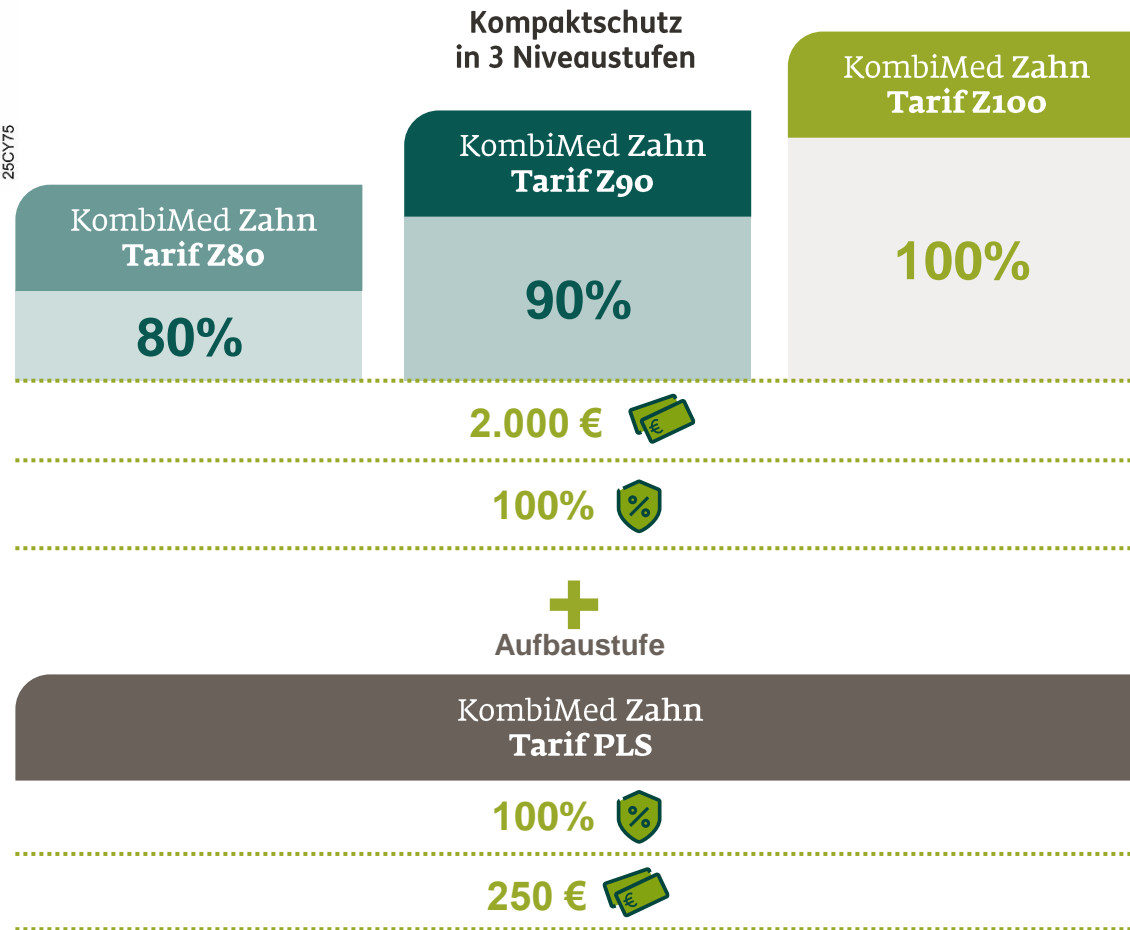 Kompaktschutz
in 3 Niveaustufen
25CY75
KombiMed Zahn
Tarif Z80
80%
KombiMed Zahn
Tarif Z90
90%
KombiMed Zahn
Tarif Z100
100%
2.000 €
100%
Aufbaustufe
KombiMed Zahn
Tarif PLS
100%
250 €